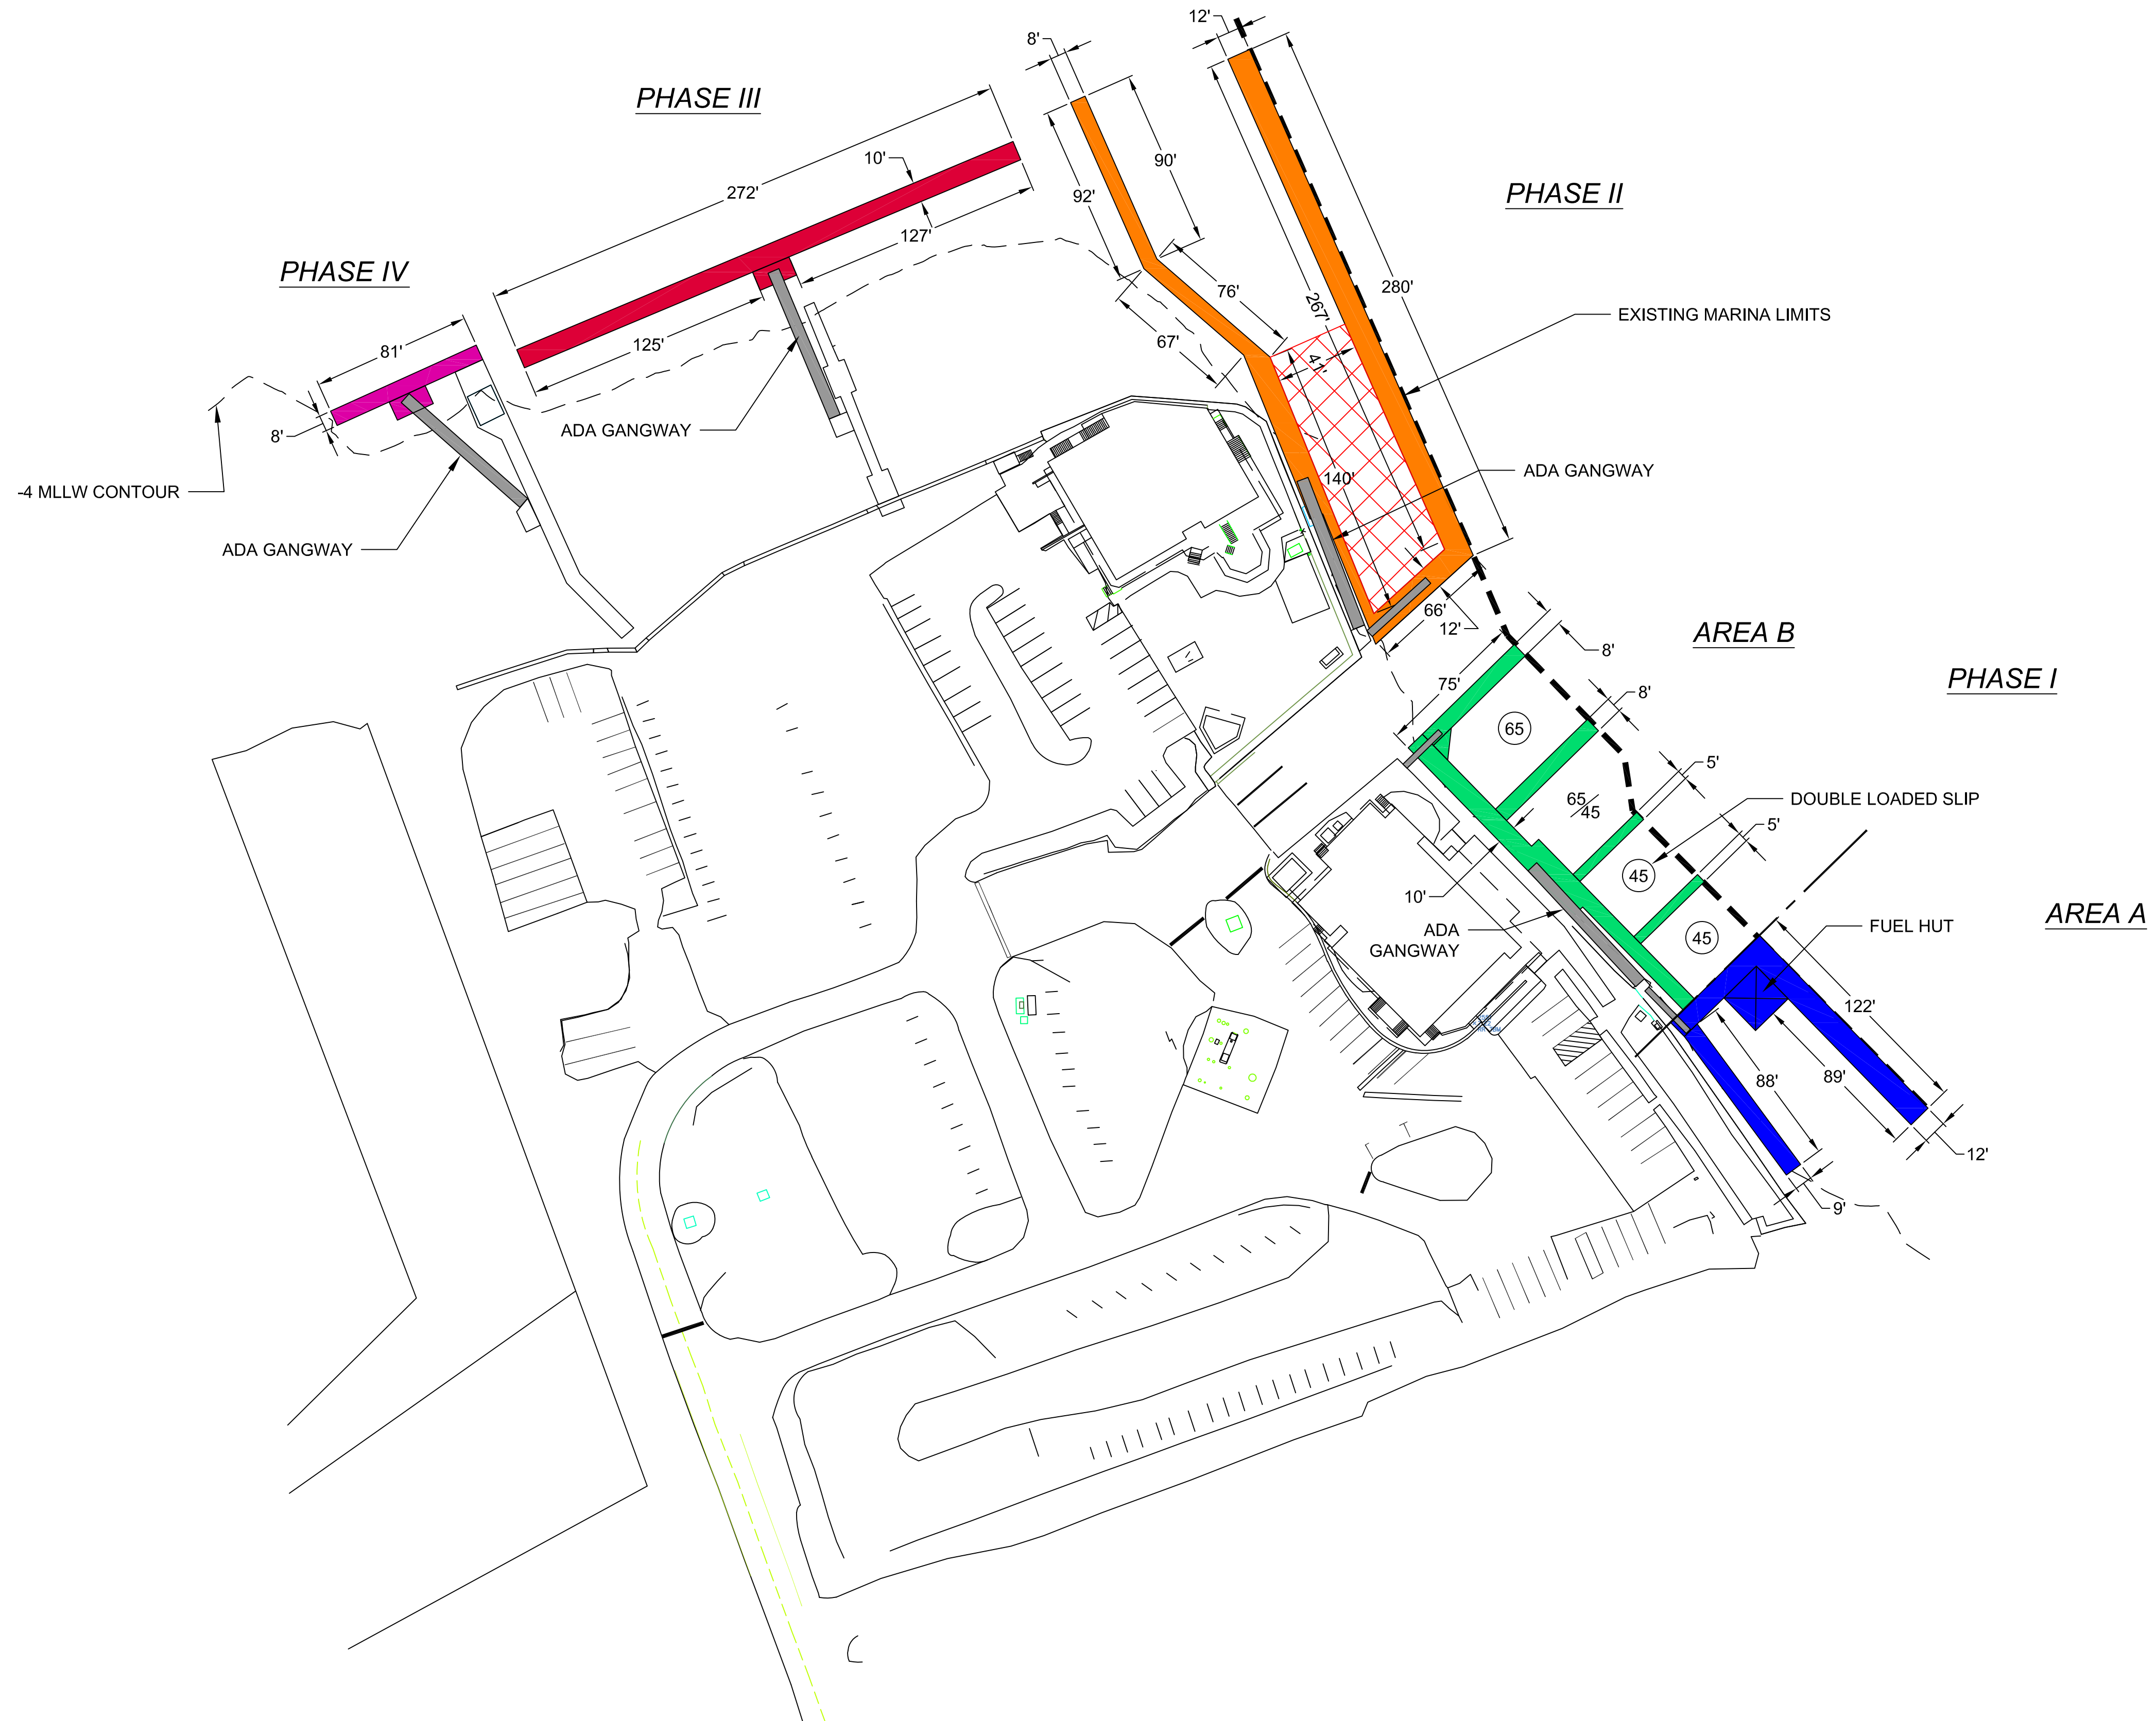 12'
8'
PHASE III
10'
90'
272'
92'
PHASE II
127'
PHASE IV
76'
267'
280'
EXISTING MARINA LIMITS
81'
125'
67'
41'
8'
ADA GANGWAY
-4 MLLW CONTOUR
140'
ADA GANGWAY
ADA GANGWAY
66'
12'
AREA B
8'
PHASE I
75'
8'
65
5'
65
45
DOUBLE LOADED SLIP
5'
45
10'
AREA A
ADA
GANGWAY
45
FUEL HUT
122'
88'
89'
12'
9'